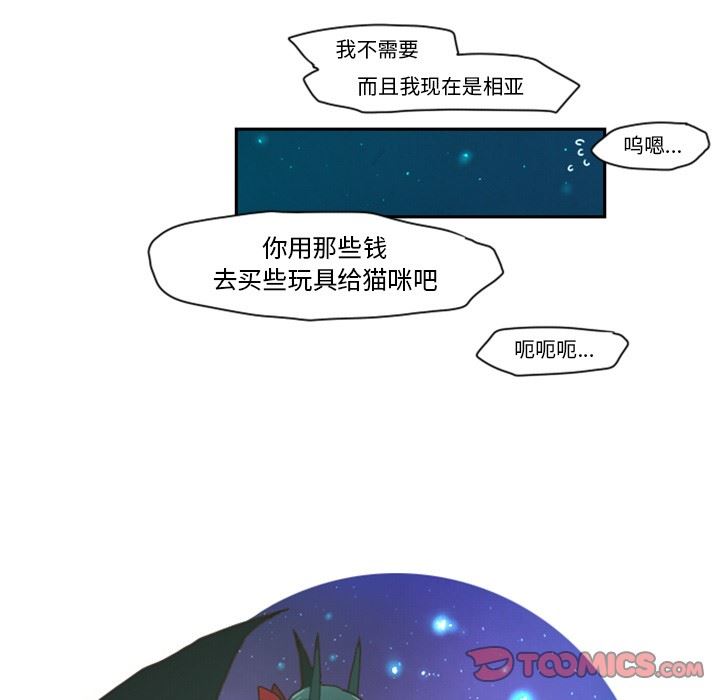 我不需要
而且我现在是相亚
呜嗯...
你用那些钱
去买些玩具给猫咪吧
呃呃呃...
TOOMICS.COM